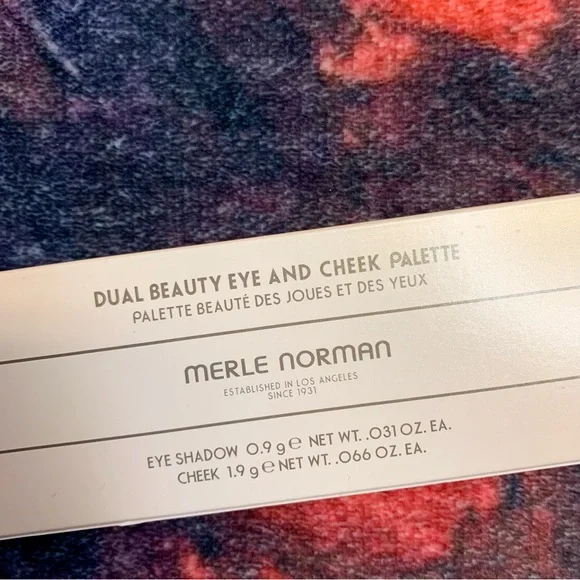 DUAL BEAUTY EYE AND CHEEK PALETTE
PALETTE BEAUTÉ DES JOUES ET DES YEUX
MERLE NORMAN
ESTABLISHED IN LOS ANGELES
SINCE 1931
EYE SHADOW 0.9 g℮ NET WT. .031 OZ. EA.
CHEEK 1.9 g℮ NET WT. .066 OZ. EA.